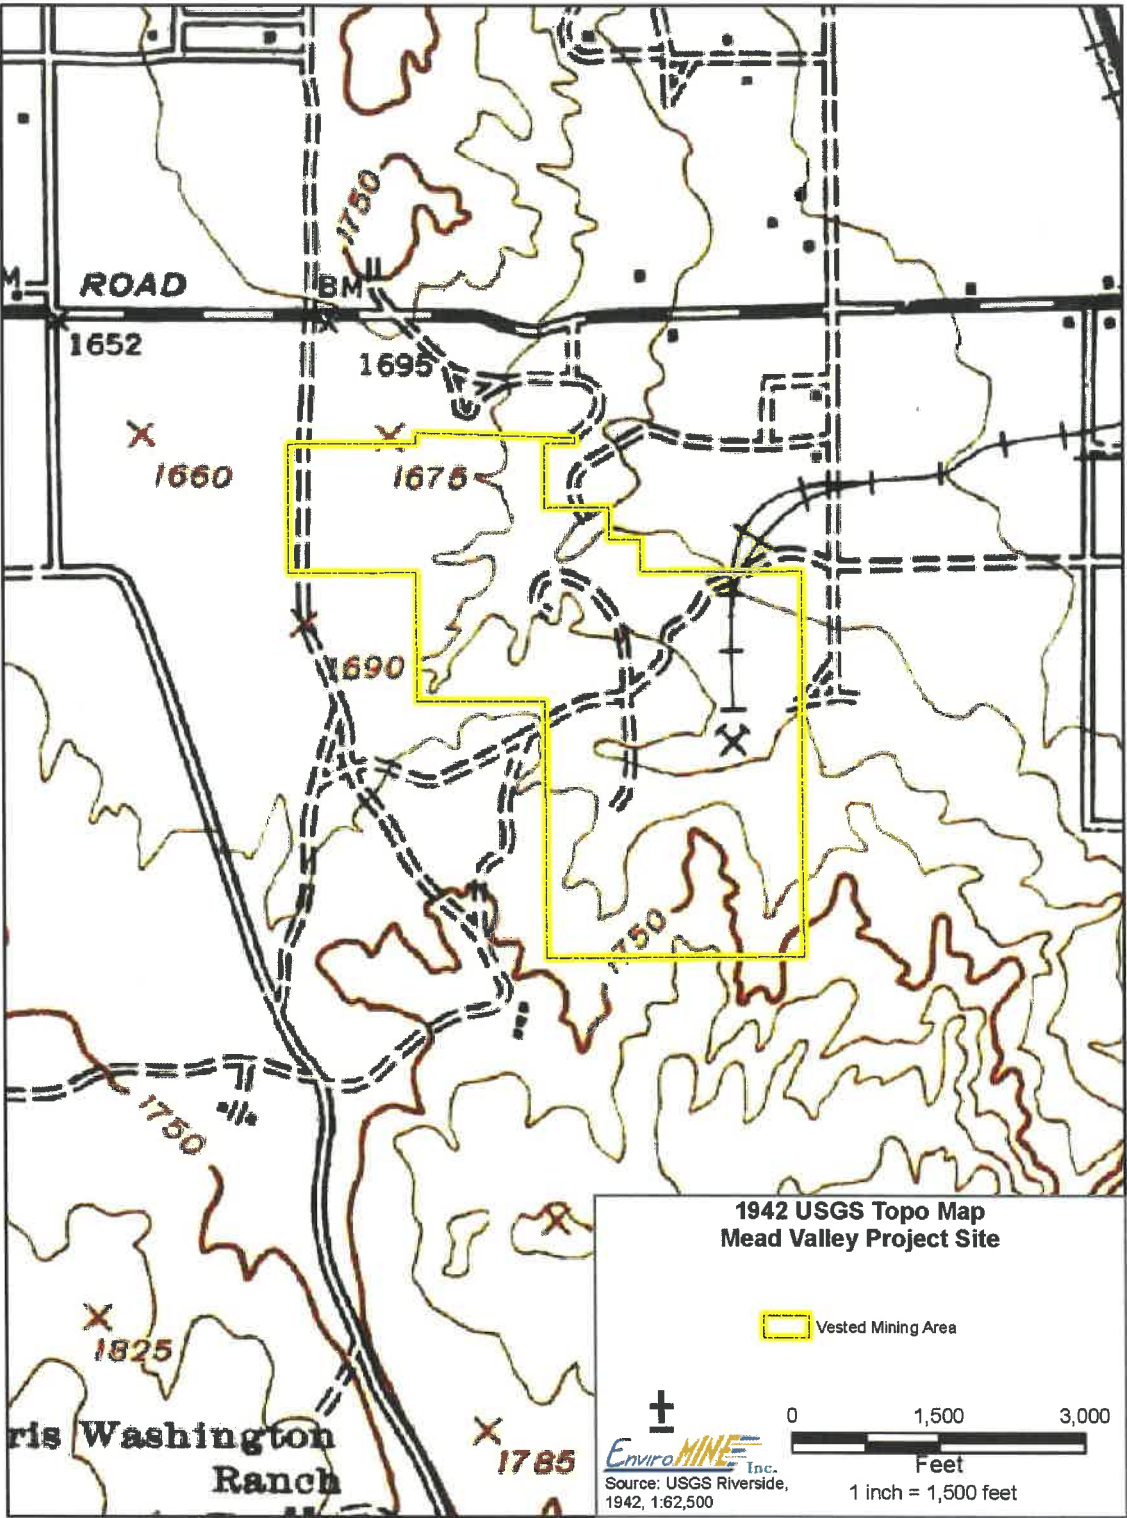 1750
M
ROAD
BM
1652
1695
1660
1675
1690
1750
1750
1825
ris Washington
Ranch
1785
1942 USGS Topo Map
Mead Valley Project Site
Vested Mining Area
0 1,500 3,000
Feet
1 inch = 1,500 feet
EnviroMINE Inc.
Source: USGS Riverside,
1942, 1:62,500